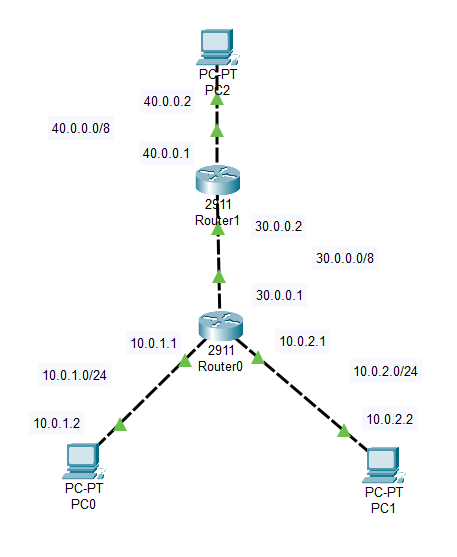 PC-PT
PC2
40.0.0.2
40.0.0.0/8
40.0.0.1
2911
Router1
30.0.0.2
30.0.0.0/8
30.0.0.1
2911
Router0
10.0.1.1
10.0.2.1
10.0.1.0/24
10.0.2.0/24
10.0.1.2
10.0.2.2
PC-PT
PC0
PC-PT
PC1